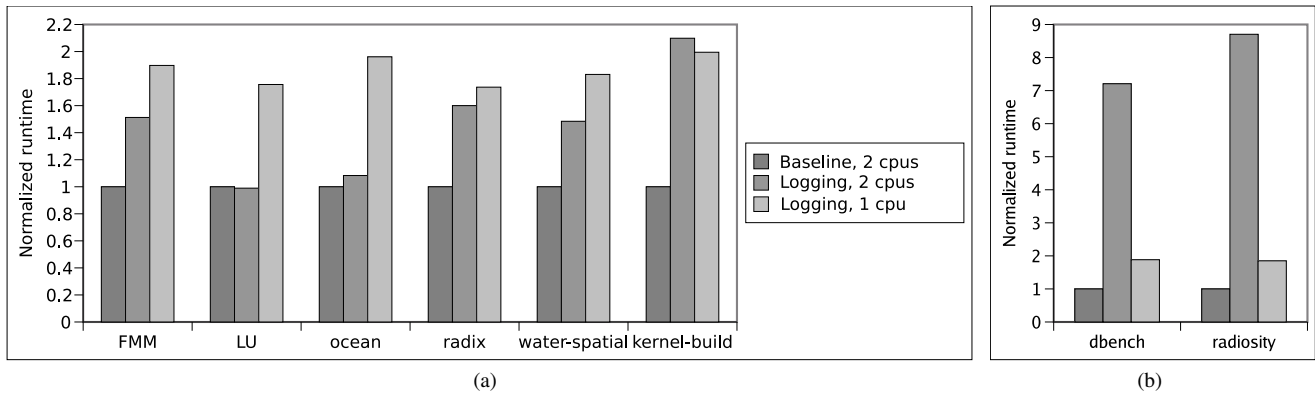 Normalized runtime
2.2
2
1.8
1.6
1.4
1.2
1
0.8
0.6
0.4
0.2
0
FMM LU ocean radix water-spatial kernel-build
Baseline, 2 cpus
Logging, 2 cpus
Logging, 1 cpu
(a)
Normalized runtime
9
8
7
6
5
4
3
2
1
0
dbench radiosity
(b)